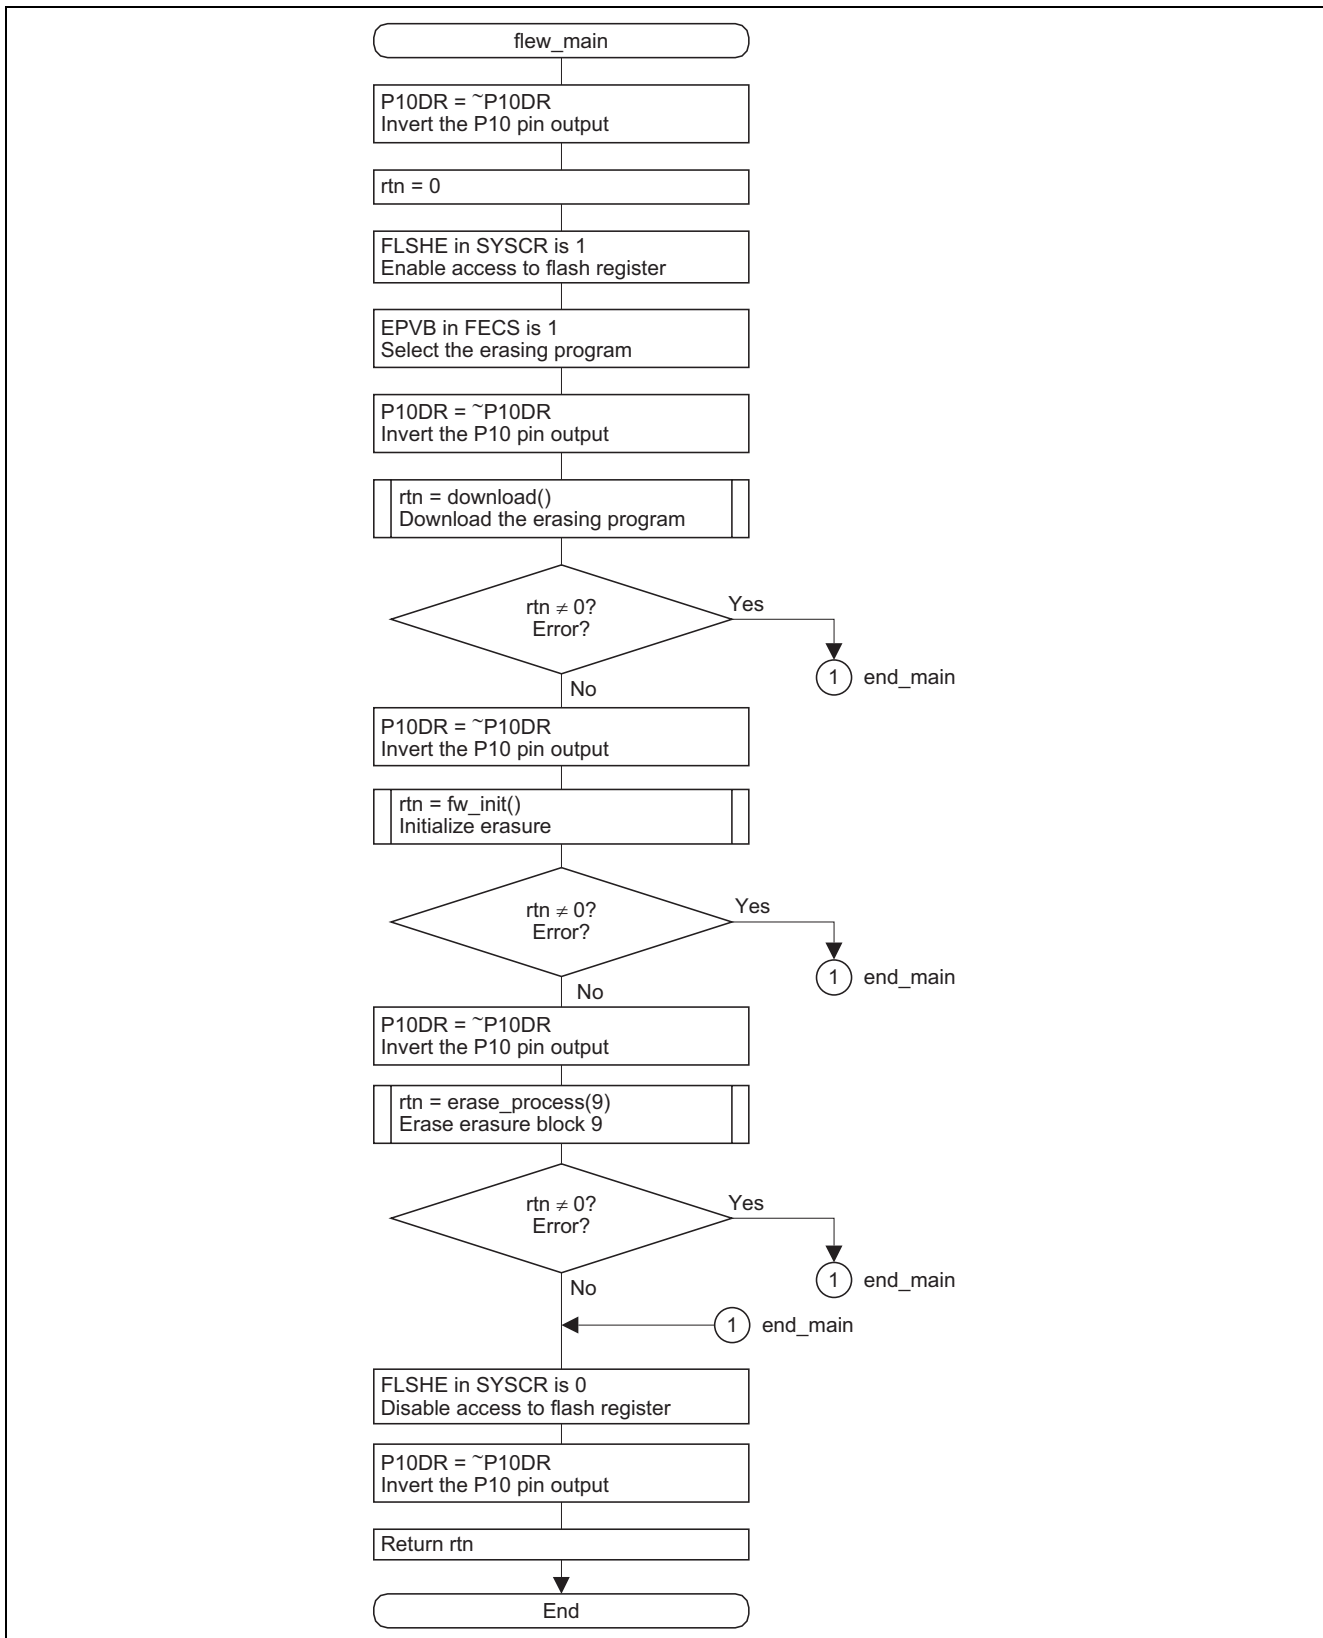 flew_main
P10DR = ~P10DR
Invert the P10 pin output
rtn = 0
FLSHE in SYSCR is 1
Enable access to flash register
EPVB in FECS is 1
Select the erasing program
P10DR = ~P10DR
Invert the P10 pin output
rtn = download()
Download the erasing program
rtn ≠ 0?
Error?
Yes
1 end_main
No
P10DR = ~P10DR
Invert the P10 pin output
rtn = fw_init()
Initialize erasure
rtn ≠ 0?
Error?
Yes
1 end_main
No
P10DR = ~P10DR
Invert the P10 pin output
rtn = erase_process(9)
Erase erasure block 9
rtn ≠ 0?
Error?
Yes
1 end_main
No
1 end_main
FLSHE in SYSCR is 0
Disable access to flash register
P10DR = ~P10DR
Invert the P10 pin output
Return rtn
End